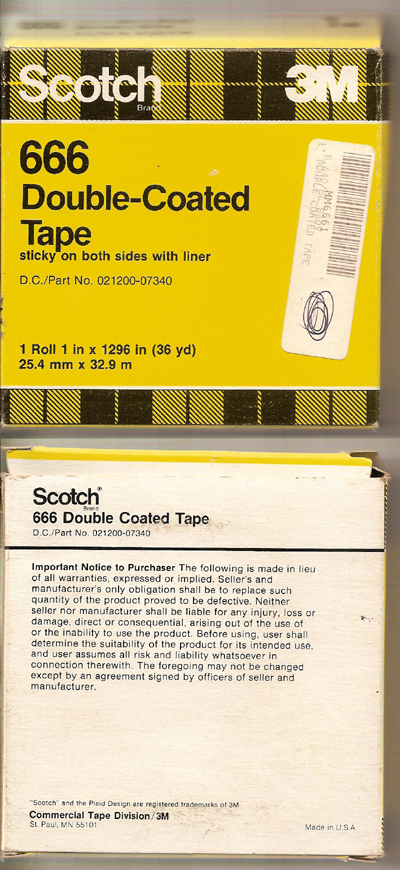 Scotch 3M
Brand
666
Double-Coated
Tape
sticky on both sides with liner
D.C./Part No. 021200-07340
1 Roll 1 in x 1296 in (36 yd)
25.4 mm x 32.9 m
MM6661
COATED TAPE
Scotch®
Brand
666 Double Coated Tape
D.C./Part No. 021200-07340
Important Notice to Purchaser The following is made in lieu
of all warranties, expressed or implied. Seller's and
manufacturer's only obligation shall be to replace such
quantity of the product proved to be defective. Neither
seller nor manufacturer shall be liable for any injury, loss or
damage, direct or consequential, arising out of the use of
or the inability to use the product. Before using, user shall
determine the suitability of the product for its intended use,
and user assumes all risk and liability whatsoever in
connection therewith. The foregoing may not be changed
except by an agreement signed by officers of seller and
manufacturer.
"Scotch" and the Plaid Design are registered trademarks of 3M
Commercial Tape Division/3M
St. Paul, MN 55101
Made in U.S.A.